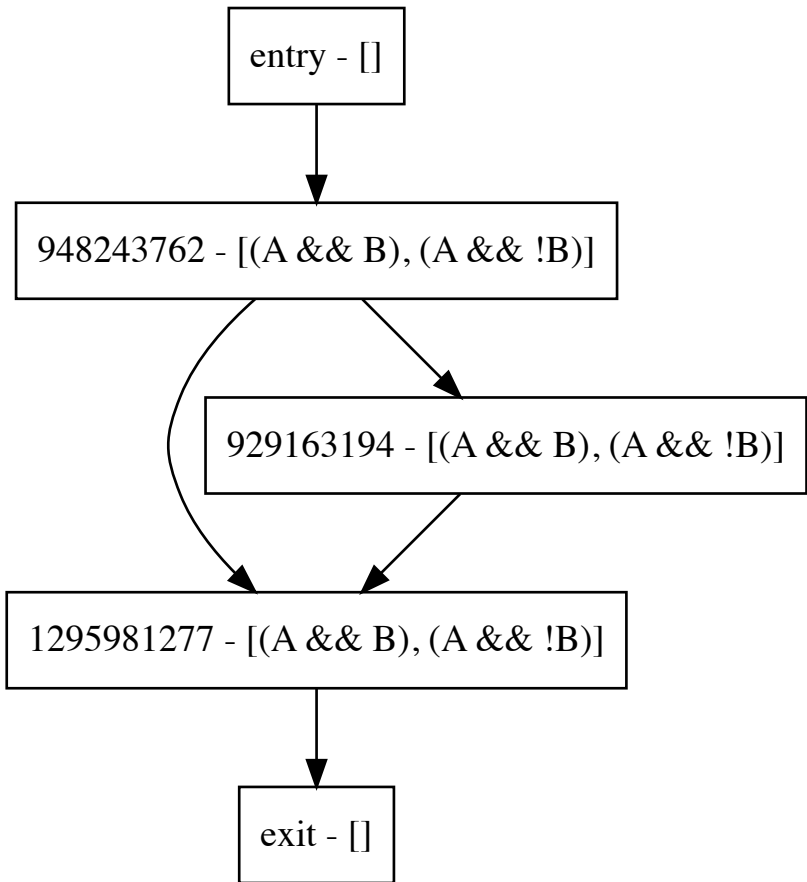 entry - []
948243762 - [(A && B), (A && !B)]
929163194 - [(A && B), (A && !B)]
1295981277 - [(A && B), (A && !B)]
exit - []